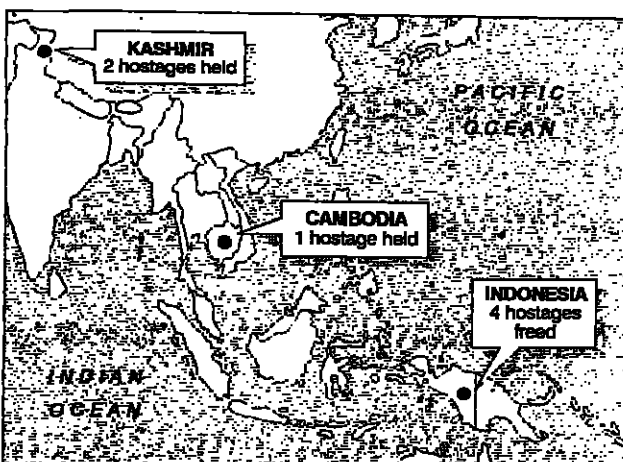 KASHMIR
2 hostages held
PACIFIC
OCEAN
CAMBODIA
1 hostage held
INDONESIA
4 hostages
freed
INDIAN
OCEAN